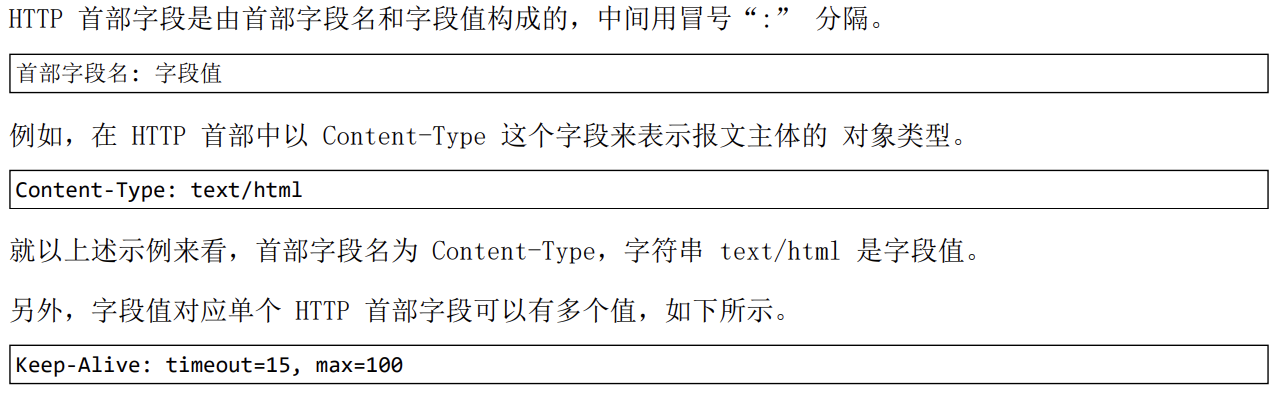 HTTP 首部字段是由首部字段名和字段值构成的，中间用冒号“:” 分隔。
首部字段名: 字段值
例如，在 HTTP 首部中以 Content-Type 这个字段来表示报文主体的 对象类型。
Content-Type: text/html
就以上述示例来看，首部字段名为 Content-Type，字符串 text/html 是字段值。
另外，字段值对应单个 HTTP 首部字段可以有多个值，如下所示。
Keep-Alive: timeout=15, max=100